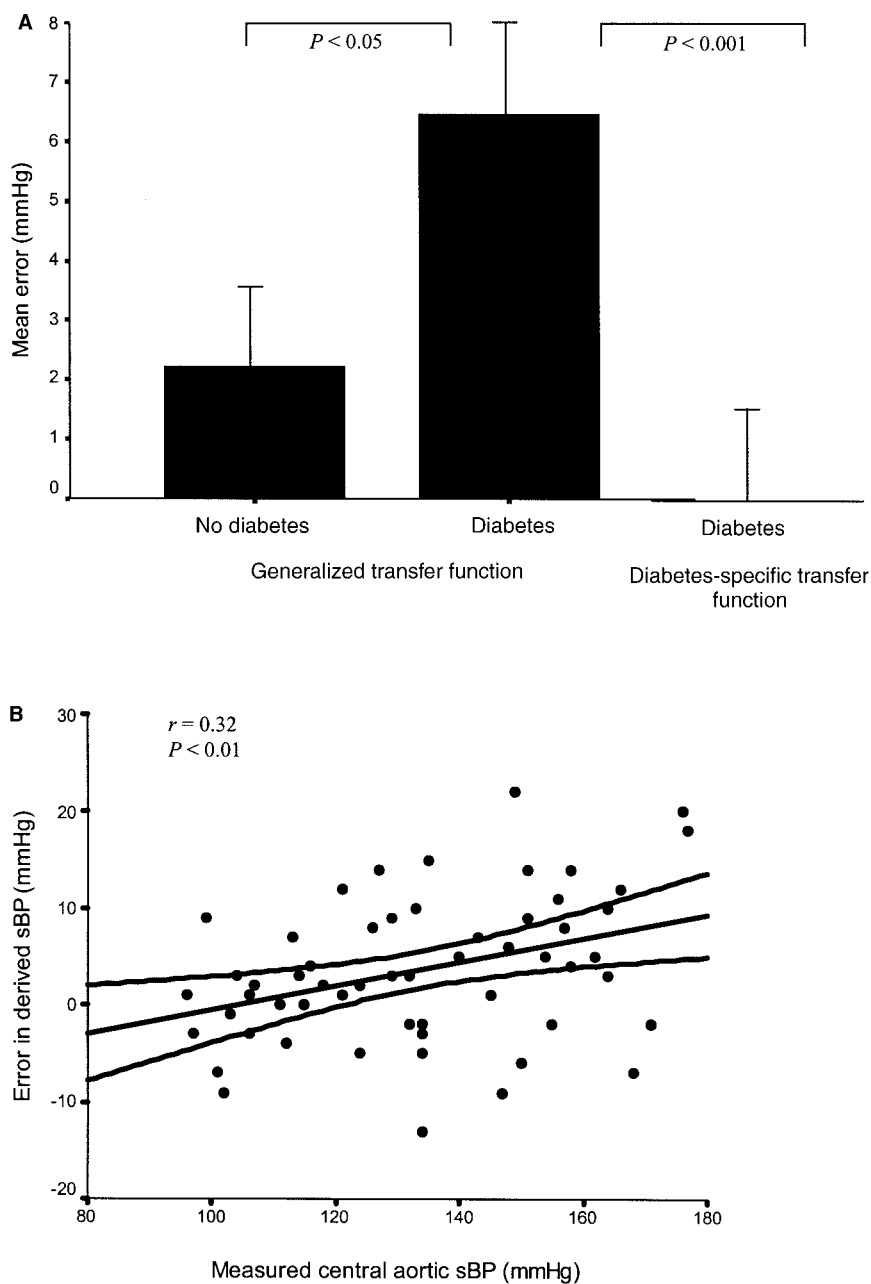 A
8
P < 0.05
P < 0.001
7
6
5
4
3
2
1
0
Mean error (mmHg)
No diabetes
Diabetes
Diabetes
Generalized transfer function
Diabetes-specific transfer
function
B
30
r = 0.32
P < 0.01
20
10
0
-10
-20
Error in derived sBP (mmHg)
80
100
120
140
160
180
Measured central aortic sBP (mmHg)